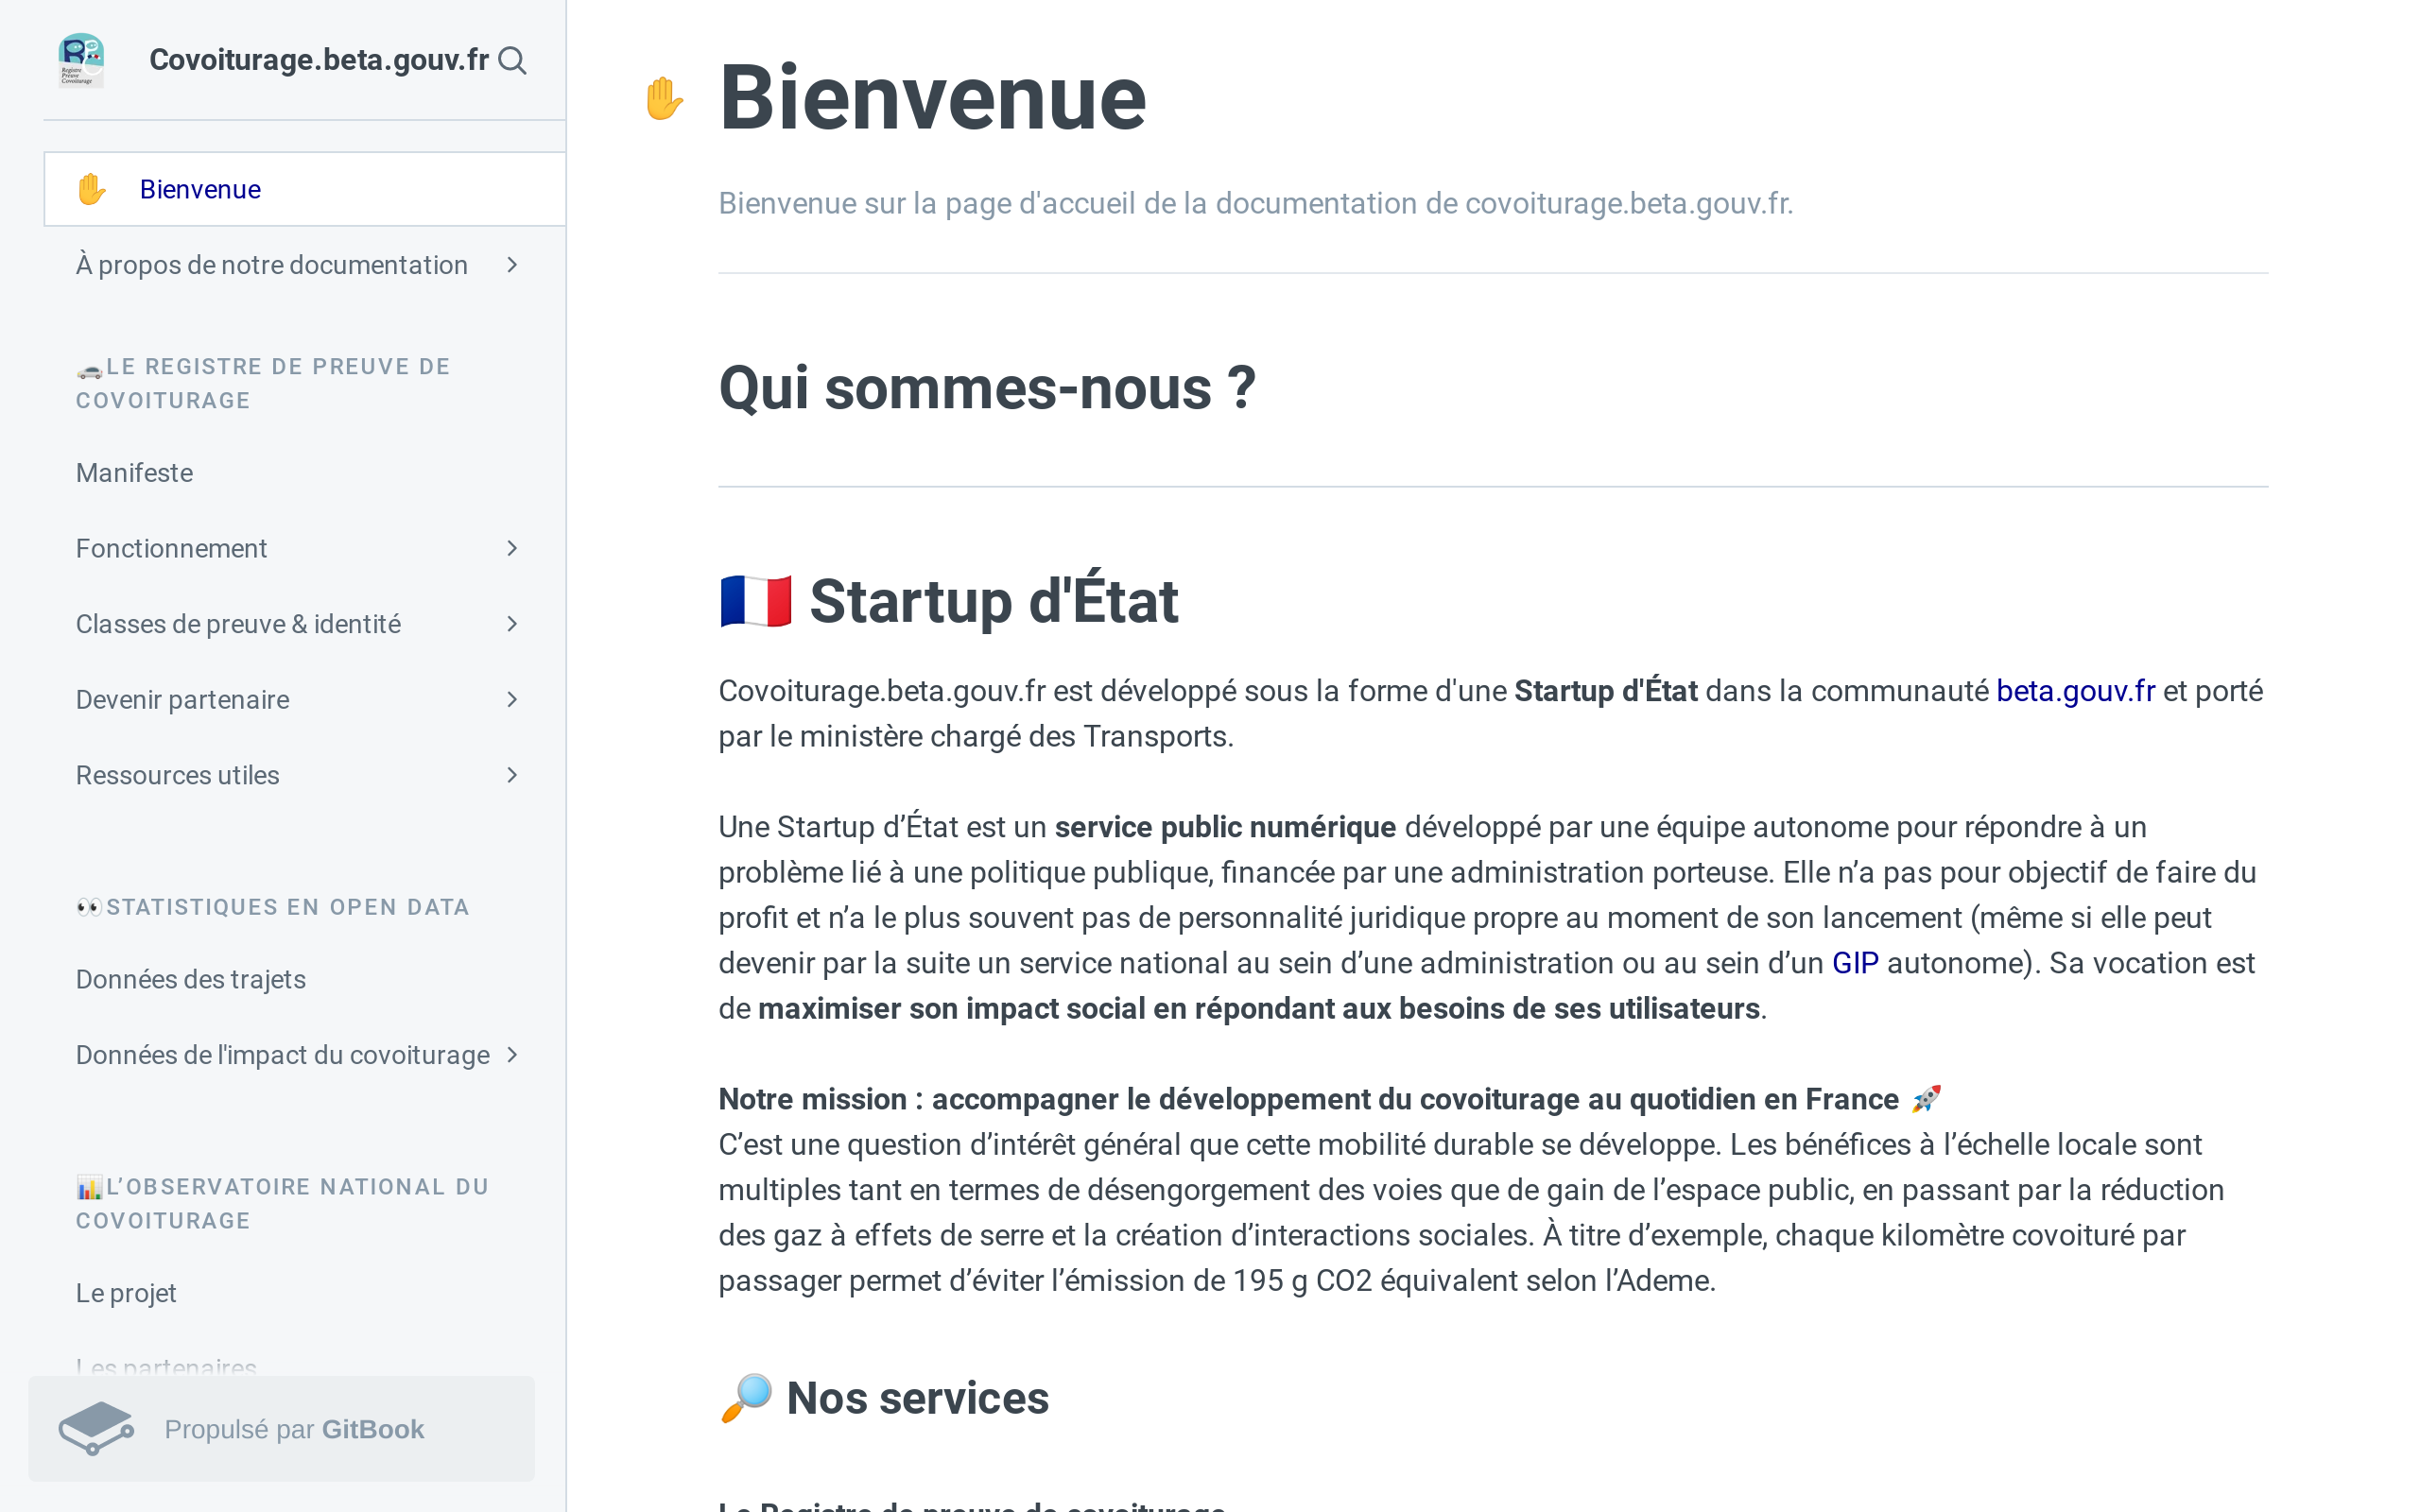 Registre
Preuve
Covoiturage
Covoiturage.beta.gouv.fr
✋ Bienvenue
À propos de notre documentation
🚗LE REGISTRE DE PREUVE DE
COVOITURAGE
Manifeste
Fonctionnement
Classes de preuve & identité
Devenir partenaire
Ressources utiles
👀STATISTIQUES EN OPEN DATA
Données des trajets
Données de l'impact du covoiturage
📊L’OBSERVATOIRE NATIONAL DU
COVOITURAGE
Le projet
Les partenaires
Propulsé par GitBook
✋ Bienvenue
Bienvenue sur la page d'accueil de la documentation de covoiturage.beta.gouv.fr.
Qui sommes-nous ?
🇫🇷 Startup d'État
Covoiturage.beta.gouv.fr est développé sous la forme d'une Startup d'État dans la communauté beta.gouv.fr et porté
par le ministère chargé des Transports.
Une Startup d’État est un service public numérique développé par une équipe autonome pour répondre à un
problème lié à une politique publique, financée par une administration porteuse. Elle n’a pas pour objectif de faire du
profit et n’a le plus souvent pas de personnalité juridique propre au moment de son lancement (même si elle peut
devenir par la suite un service national au sein d’une administration ou au sein d’un GIP autonome). Sa vocation est
de maximiser son impact social en répondant aux besoins de ses utilisateurs.
Notre mission : accompagner le développement du covoiturage au quotidien en France 🚀
C’est une question d’intérêt général que cette mobilité durable se développe. Les bénéfices à l’échelle locale sont
multiples tant en termes de désengorgement des voies que de gain de l’espace public, en passant par la réduction
des gaz à effets de serre et la création d’interactions sociales. À titre d’exemple, chaque kilomètre covoituré par
passager permet d’éviter l’émission de 195 g CO2 équivalent selon l’Ademe.
🔎 Nos services
Le Registre de preuve de covoiturage